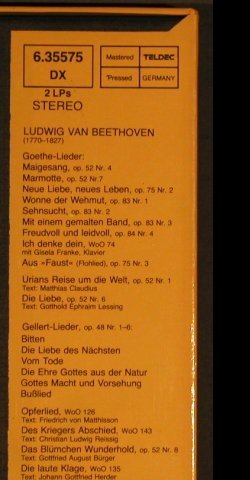 6.35575
DX
Mastered TELDEC
Pressed GERMANY
2 LPs
STEREO
LUDWIG VAN BEETHOVEN
(1770–1827)
Goethe-Lieder:
Maigesang, op. 52 Nr. 4
Marmotte, op. 52 Nr.7
Neue Liebe, neues Leben, op. 75 Nr. 2
Wonne der Wehmut, op. 83 Nr. 1
Sehnsucht, op. 83 Nr. 2
Mit einem gemalten Band, op. 83 Nr. 3
Freudvoll und leidvoll, op. 84 Nr. 4
Ich denke dein, WoO 74
mit Gisela Franke, Klavier
Aus »Faust« (Flohlied), op. 75 Nr. 3
Urians Reise um die Welt, op. 52 Nr. 1
Text: Matthias Claudius
Die Liebe, op. 52 Nr. 6
Text: Gotthold Ephraim Lessing
Gellert-Lieder, op. 48 Nr. 1–6:
Bitten
Die Liebe des Nächsten
Vom Tode
Die Ehre Gottes aus der Natur
Gottes Macht und Vorsehung
Bußlied
Opferlied, WoO 126
Text: Friedrich von Matthisson
Des Kriegers Abschied, WoO 143
Text: Christian Ludwig Reissig
Das Blümchen Wunderhold, op. 52 Nr. 8
Text: Gottfried August Bürger
Die laute Klage, WoO 135
Text: Johann Gottfried Herder